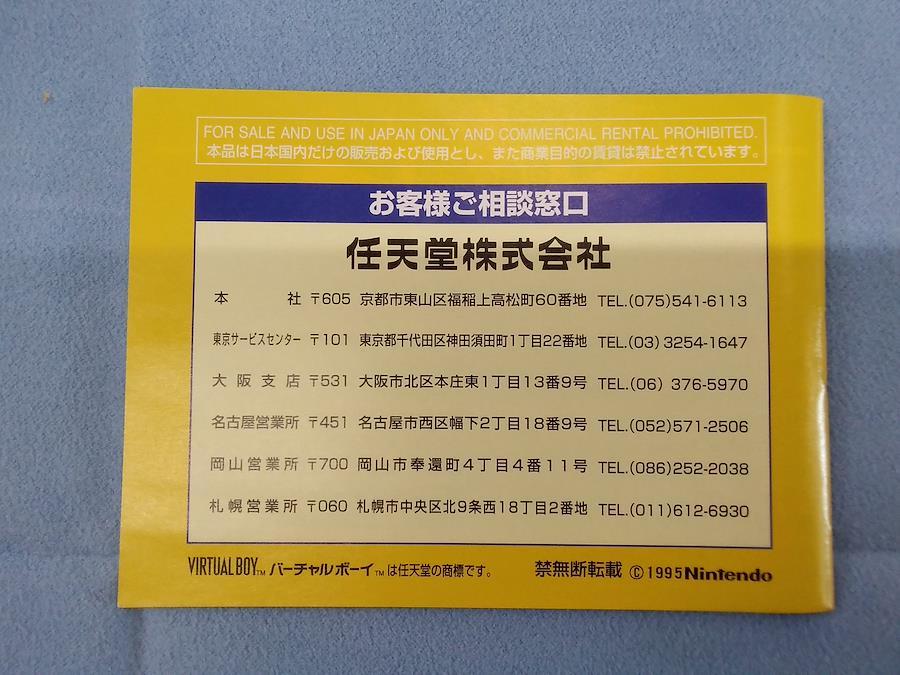 FOR SALE AND USE IN JAPAN ONLY AND COMMERCIAL RENTAL PROHIBITED.
本品は日本国内だけの販売および使用とし、また商業目的の賃貸は禁止されています。
お客様ご相談窓口
任天堂株式会社
本 社 〒605 京都市東山区福稲上高松町60番地 TEL.(075)541-6113
東京サービスセンター 〒101 東京都千代田区神田須田町1丁目22番地 TEL.(03)3254-1647
大阪支店 〒531 大阪市北区本庄東1丁目13番9号 TEL.(06) 376-5970
名古屋営業所 〒451 名古屋市西区幅下2丁目18番9号 TEL.(052)571-2506
岡山営業所 〒700 岡山市奉還町4丁目4番11号 TEL.(086)252-2038
札幌営業所 〒060 札幌市中央区北9条西18丁目2番地 TEL.(011)612-6930
VIRTUAL BOY™ バーチャルボーイ™は任天堂の商標です。 禁無断転載 ©1995 Nintendo